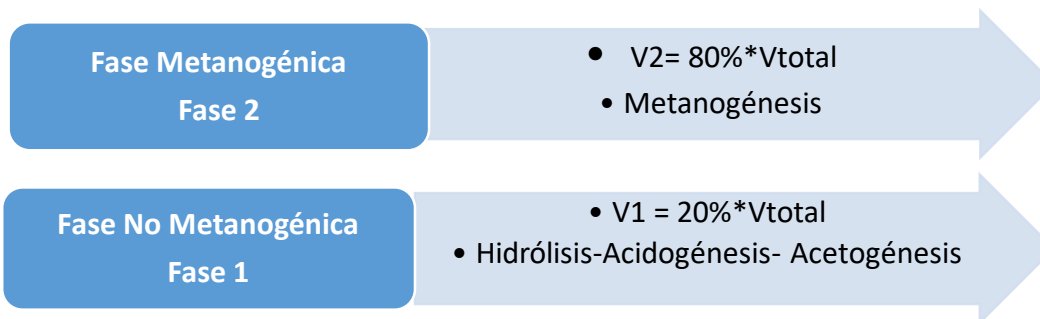 Fase Metanogénica
Fase 2
• V2= 80%*Vtotal
• Metanogénesis
Fase No Metanogénica
Fase 1
• V1 = 20%*Vtotal
• Hidrólisis-Acidogénesis- Acetogénesis